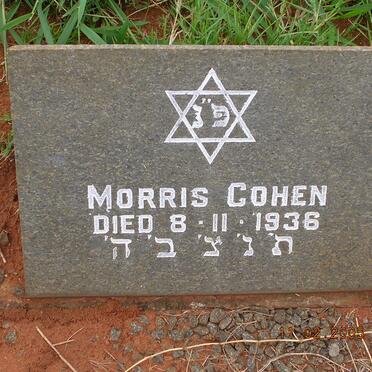 פ״נ
MORRIS COHEN
DIED 8·11·1936
ת׳ נ׳ צ׳ ב׳ ה׳